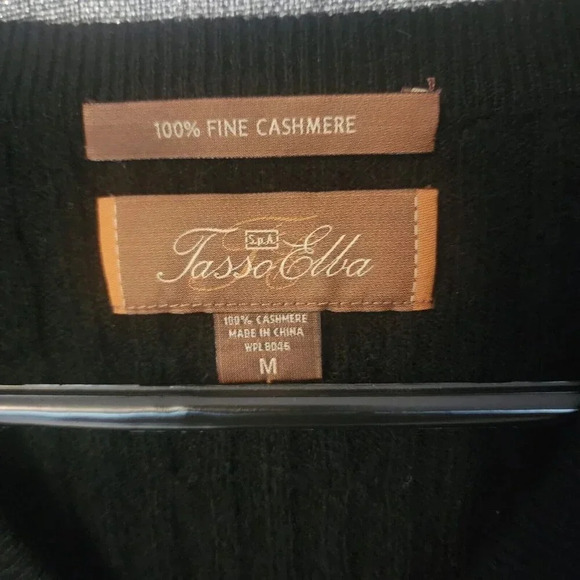 100% FINE CASHMERE
S.p.A.
Tasso Elba
100% CASHMERE
MADE IN CHINA
WPL8046
M